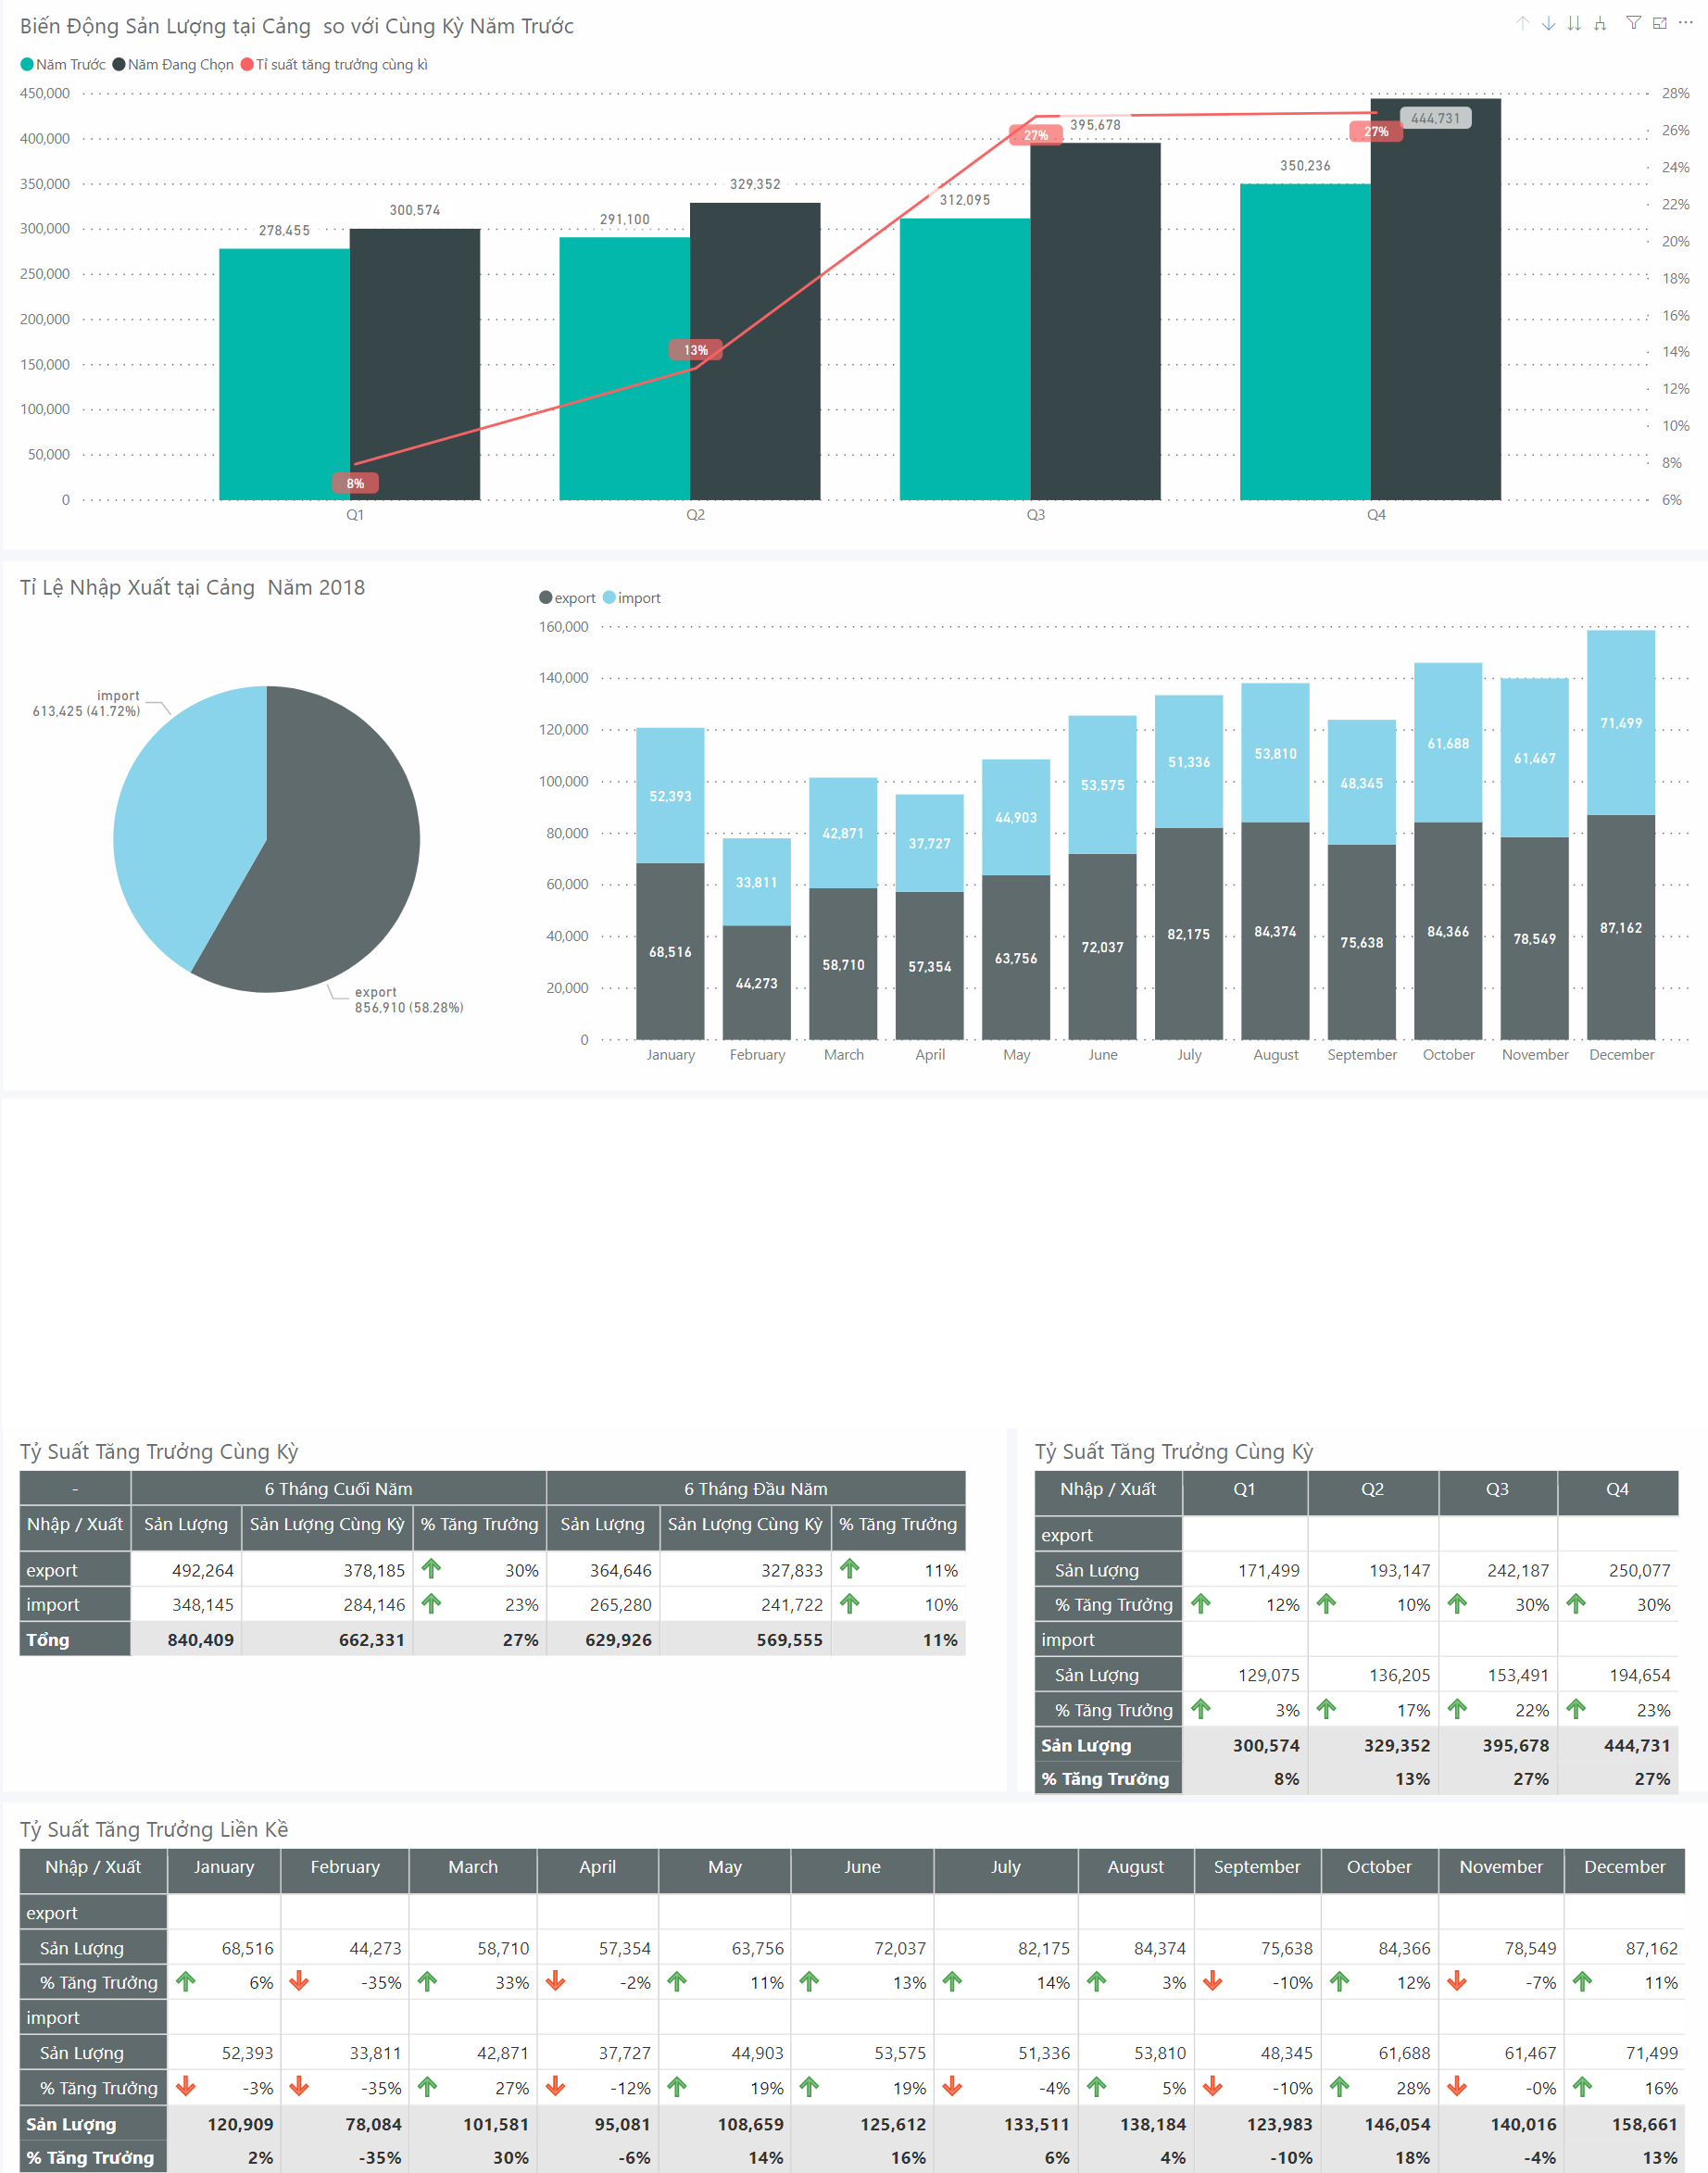 Biến Động Sản Lượng tại Cảng so với Cùng Kỳ Năm Trước
Năm Trước Năm Đang Chọn Tỉ suất tăng trưởng cùng kì
450,000 28%
400,000 26%
350,000 24%
300,000 22%
250,000 20%
200,000 18%
150,000 16%
100,000 14%
50,000 12%
0 10%
8%
6%
278,455 300,574 8%
291,100 329,352 13%
312,095 395,678 27%
350,236 444,731 27%
Q1 Q2 Q3 Q4
Tỉ Lệ Nhập Xuất tại Cảng Năm 2018
import
613,425 (41.72%)
export
856,910 (58.28%)
export import
160,000
140,000
120,000
100,000
80,000
60,000
40,000
20,000
0
52,393 33,811 42,871 37,727 44,903 53,575 51,336 53,810 48,345 61,688 61,467 71,499
68,516 44,273 58,710 57,354 63,756 72,037 82,175 84,374 75,638 84,366 78,549 87,162
January February March April May June July August September October November December
Tỷ Suất Tăng Trưởng Cùng Kỳ
- 6 Tháng Cuối Năm 6 Tháng Đầu Năm
Nhập / Xuất Sản Lượng Sản Lượng Cùng Kỳ % Tăng Trưởng Sản Lượng Sản Lượng Cùng Kỳ % Tăng Trưởng
export 492,264 378,185 30% 364,646 327,833 11%
import 348,145 284,146 23% 265,280 241,722 10%
Tổng 840,409 662,331 27% 629,926 569,555 11%
Tỷ Suất Tăng Trưởng Cùng Kỳ
Nhập / Xuất Q1 Q2 Q3 Q4
export
Sản Lượng 171,499 193,147 242,187 250,077
% Tăng Trưởng 12% 10% 30% 30%
import
Sản Lượng 129,075 136,205 153,491 194,654
% Tăng Trưởng 3% 17% 22% 23%
Sản Lượng 300,574 329,352 395,678 444,731
% Tăng Trưởng 8% 13% 27% 27%
Tỷ Suất Tăng Trưởng Liền Kề
Nhập / Xuất January February March April May June July August September October November December
export
Sản Lượng 68,516 44,273 58,710 57,354 63,756 72,037 82,175 84,374 75,638 84,366 78,549 87,162
% Tăng Trưởng 6% -35% 33% -2% 11% 13% 14% 3% -10% 12% -7% 11%
import
Sản Lượng 52,393 33,811 42,871 37,727 44,903 53,575 51,336 53,810 48,345 61,688 61,467 71,499
% Tăng Trưởng -3% -35% 27% -12% 19% 19% -4% 5% -10% 28% -0% 16%
Sản Lượng 120,909 78,084 101,581 95,081 108,659 125,612 133,511 138,184 123,983 146,054 140,016 158,661
% Tăng Trưởng 2% -35% 30% -6% 14% 16% 6% 4% -10% 18% -4% 13%